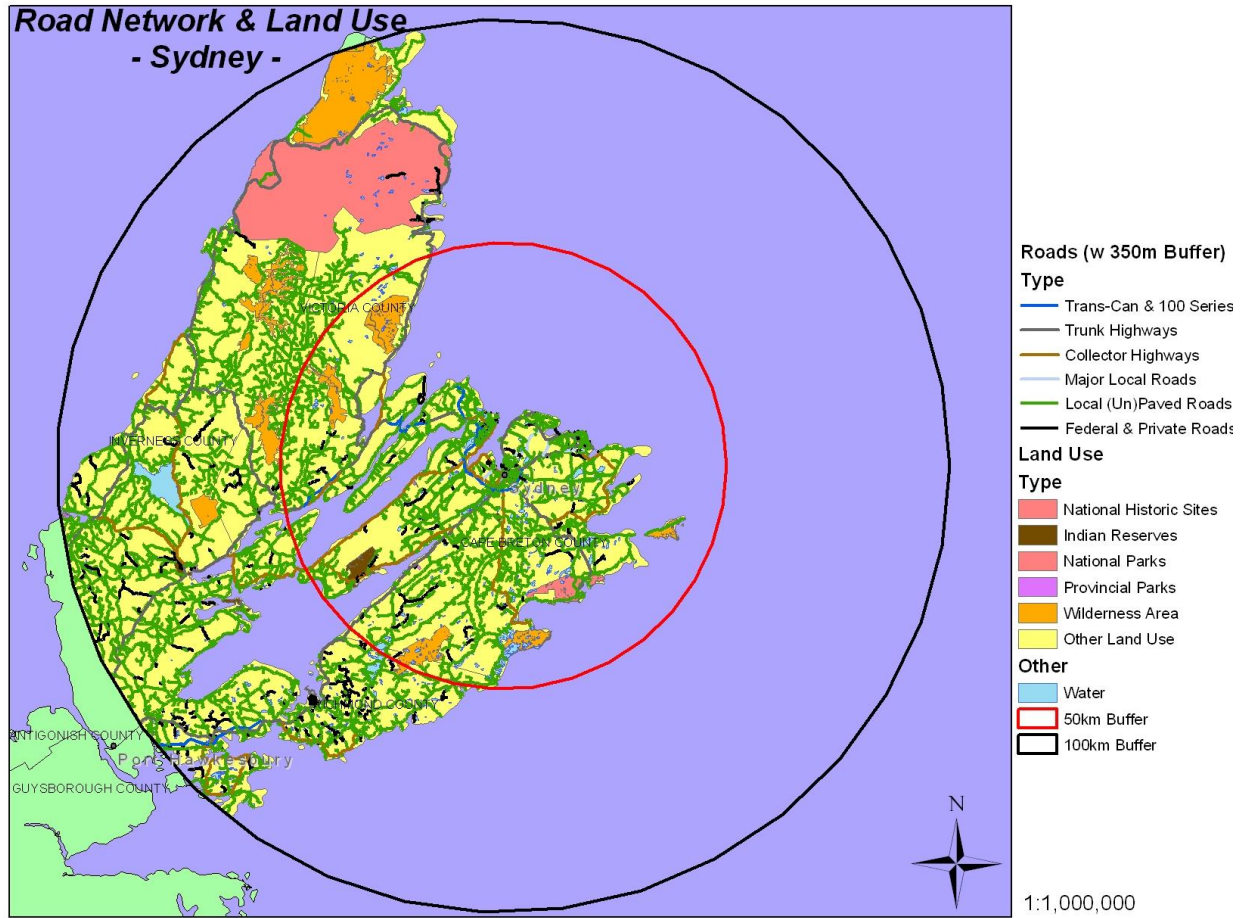 Road Network & Land Use
- Sydney -
VICTORIA COUNTY
INVERNESS COUNTY
Sydney
CAPE BRETON COUNTY
RICHMOND COUNTY
ANTIGONISH COUNTY
Port Hawkesbury
GUYSBOROUGH COUNTY
N
1:1,000,000
Roads (w 350m Buffer)
Type
Trans-Can & 100 Series
Trunk Highways
Collector Highways
Major Local Roads
Local (Un)Paved Roads
Federal & Private Roads
Land Use
Type
National Historic Sites
Indian Reserves
National Parks
Provincial Parks
Wilderness Area
Other Land Use
Other
Water
50km Buffer
100km Buffer